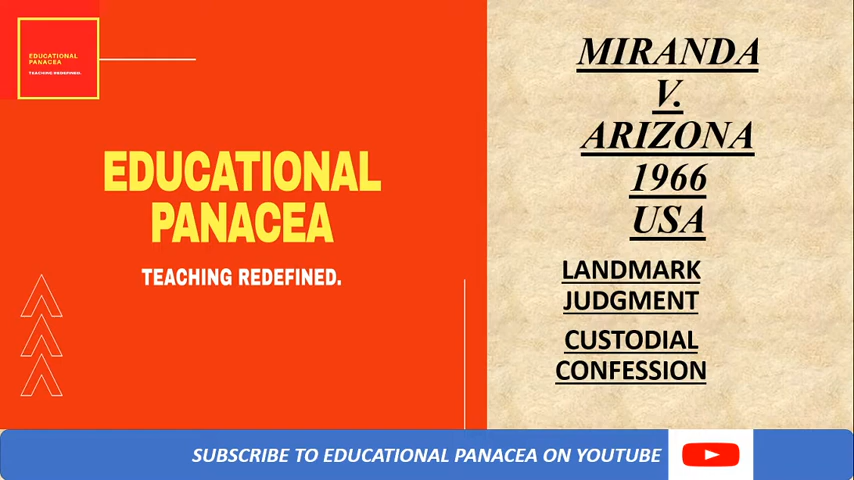 EDUCATIONAL
PANACEA
TEACHING REDEFINED.
EDUCATIONAL
PANACEA
TEACHING REDEFINED.
MIRANDA
V.
ARIZONA
1966
USA
LANDMARK
JUDGMENT
CUSTODIAL
CONFESSION
SUBSCRIBE TO EDUCATIONAL PANACEA ON YOUTUBE